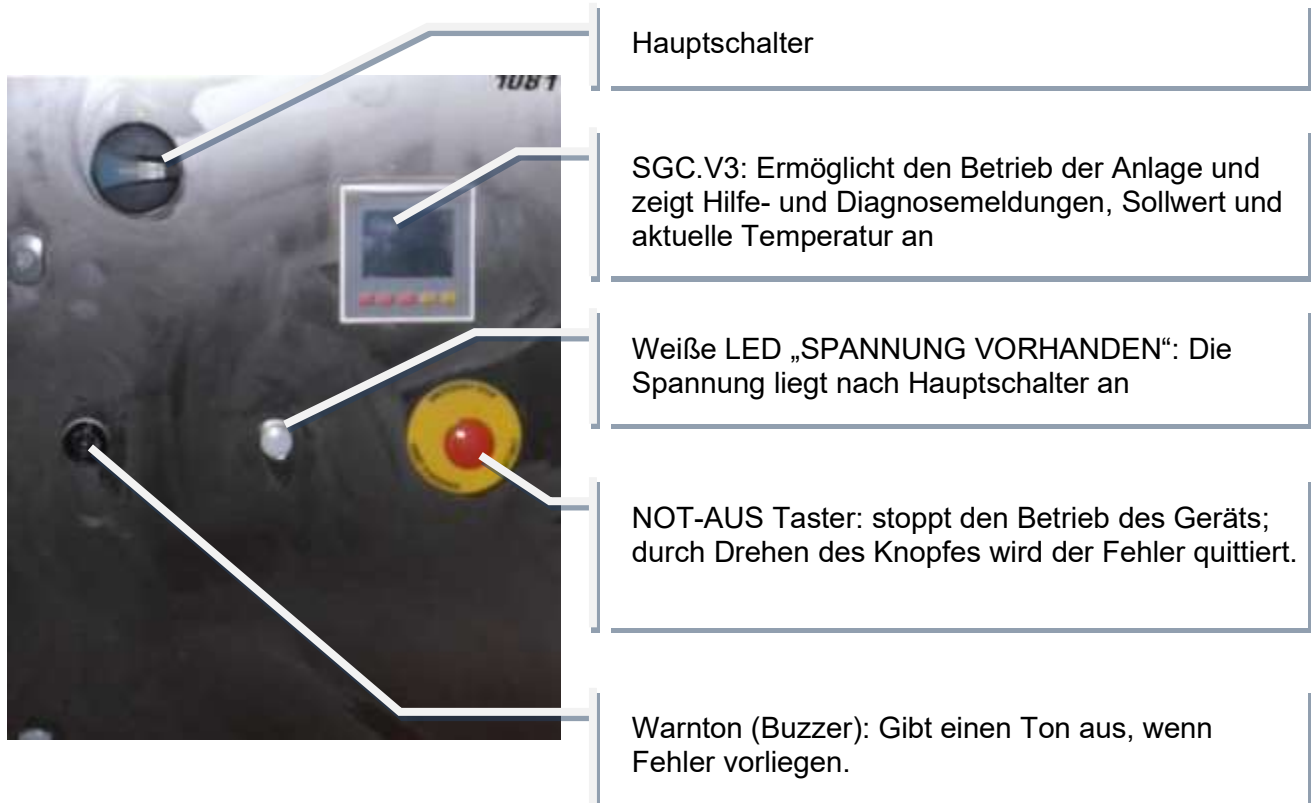 Hauptschalter
1081
SGC.V3: Ermöglicht den Betrieb der Anlage und
zeigt Hilfe- und Diagnosemeldungen, Sollwert und
aktuelle Temperatur an
Weiße LED „SPANNUNG VORHANDEN“: Die
Spannung liegt nach Hauptschalter an
NOT-AUS Taster: stoppt den Betrieb des Geräts;
durch Drehen des Knopfes wird der Fehler quittiert.
Warnton (Buzzer): Gibt einen Ton aus, wenn
Fehler vorliegen.